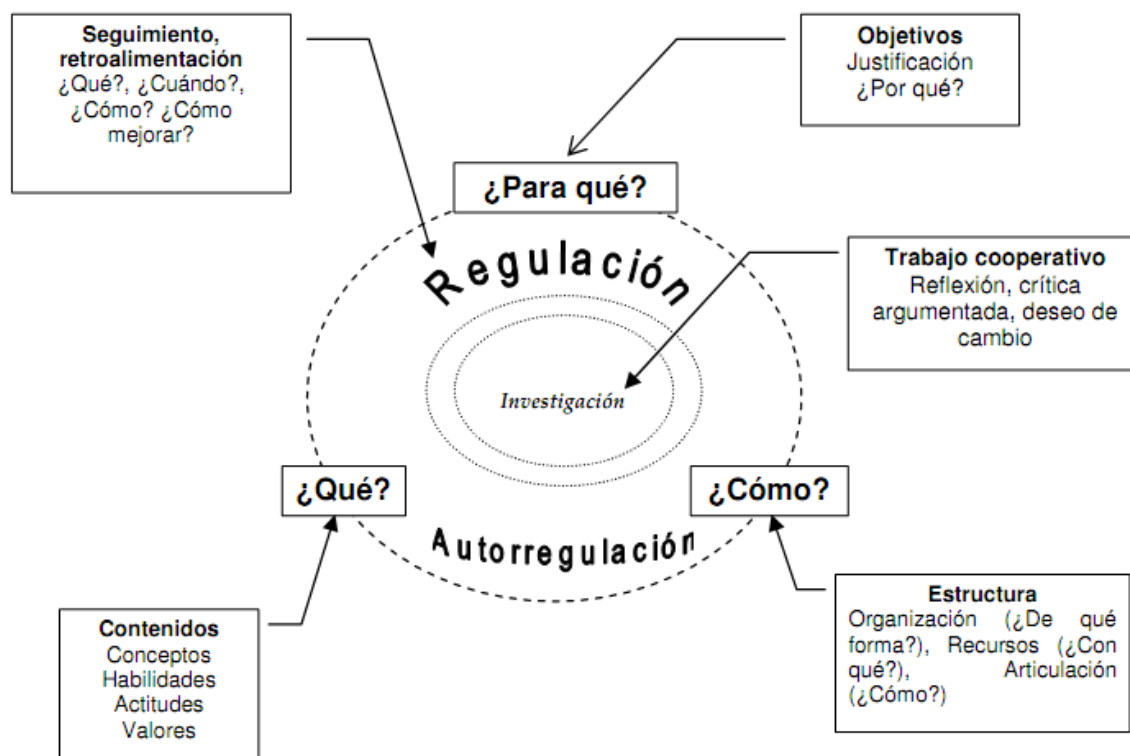 Seguimiento,
retroalimentación
¿Qué?, ¿Cuándo?,
¿Cómo? ¿Cómo
mejorar?
Objetivos
Justificación
¿Por qué?
¿Para qué?
Regulación
Trabajo cooperativo
Reflexión, crítica
argumentada, deseo de
cambio
Investigación
¿Qué?
¿Cómo?
Autorregulación
Contenidos
Conceptos
Habilidades
Actitudes
Valores
Estructura
Organización (¿De qué
forma?), Recursos (¿Con
qué?), Articulación
(¿Cómo?)